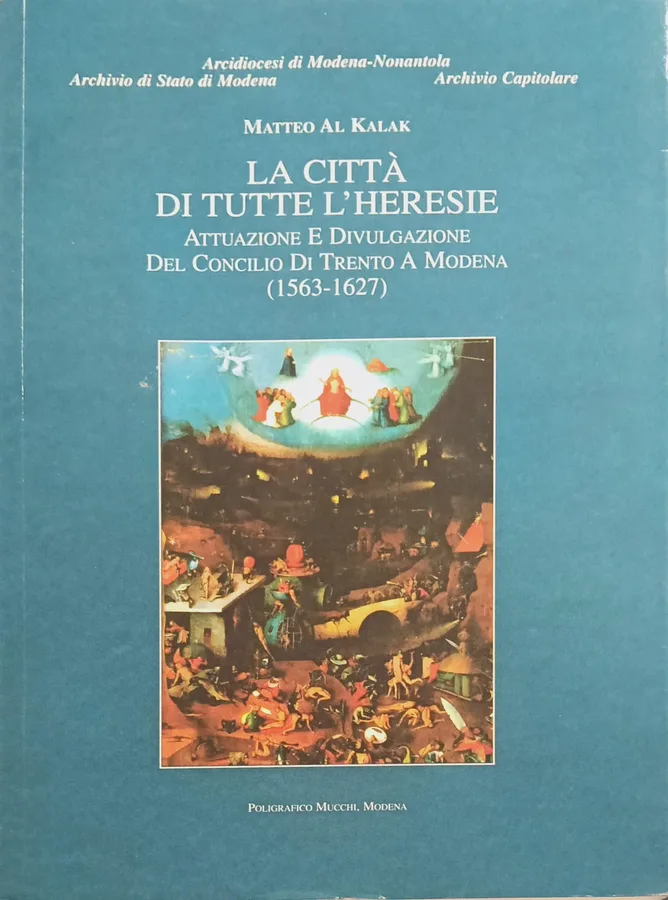 Arcidiocesi di Modena-Nonantola
Archivio di Stato di Modena Archivio Capitolare
MATTEO AL KALAK
LA CITTÀ
DI TUTTE L'HERESIE
ATTUAZIONE E DIVULGAZIONE
DEL CONCILIO DI TRENTO A MODENA
(1563-1627)
POLIGRAFICO MUCCHI, MODENA